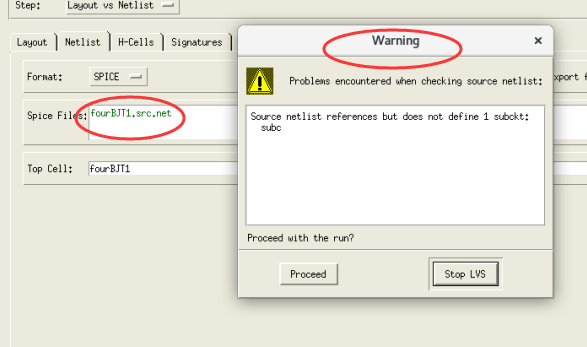 Step: Layout vs Netlist
Warning
Layout Netlist H-Cells Signatures
Format: SPICE
Problems encountered when checking source netlist:
xport f
Spice Files: fourBJT1.src.net
Source netlist references but does not define 1 subckt:
subc
Top Cell: fourBJT1
Proceed with the run?
Proceed Stop LVS